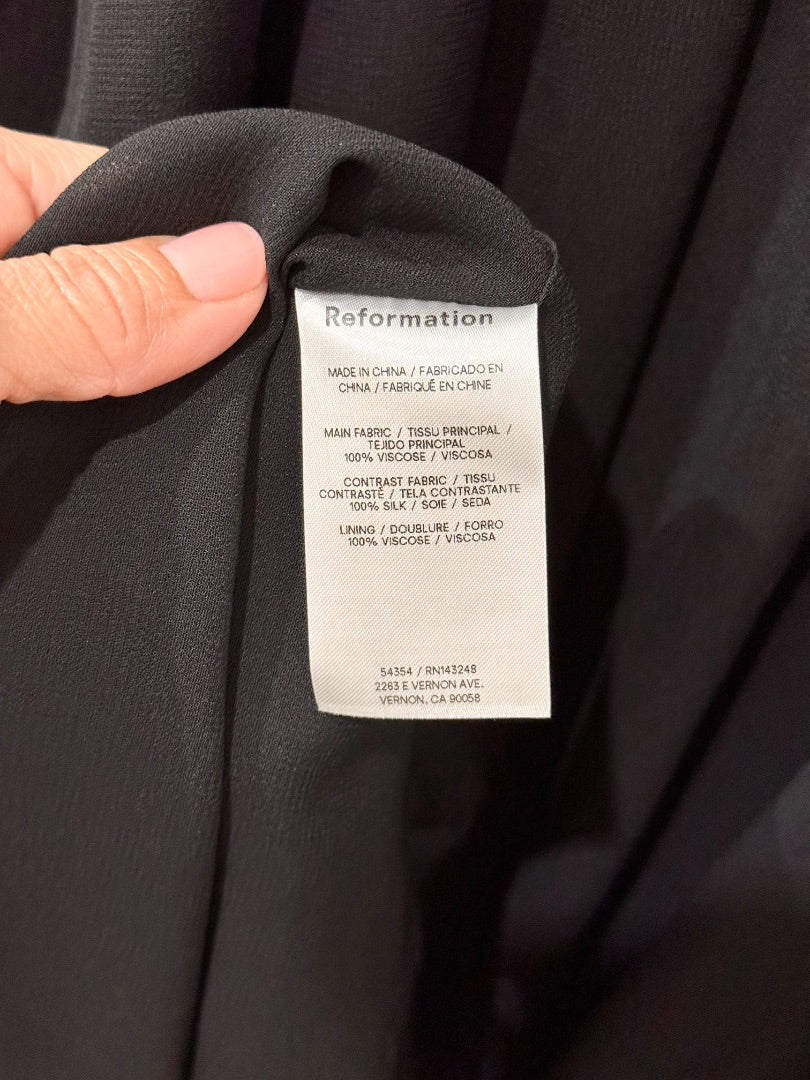 Reformation
MADE IN CHINA / FABRICADO EN
CHINA / FABRIQUÉ EN CHINE
MAIN FABRIC / TISSU PRINCIPAL /
TEJIDO PRINCIPAL
100% VISCOSE / VISCOSA
CONTRAST FABRIC / TISSU
CONTRASTÉ / TELA CONTRASTANTE
100% SILK / SOIE / SEDA
LINING / DOUBLURE / FORRO
100% VISCOSE / VISCOSA
54354 / RN143248
2263 E VERNON AVE.
VERNON, CA 90058